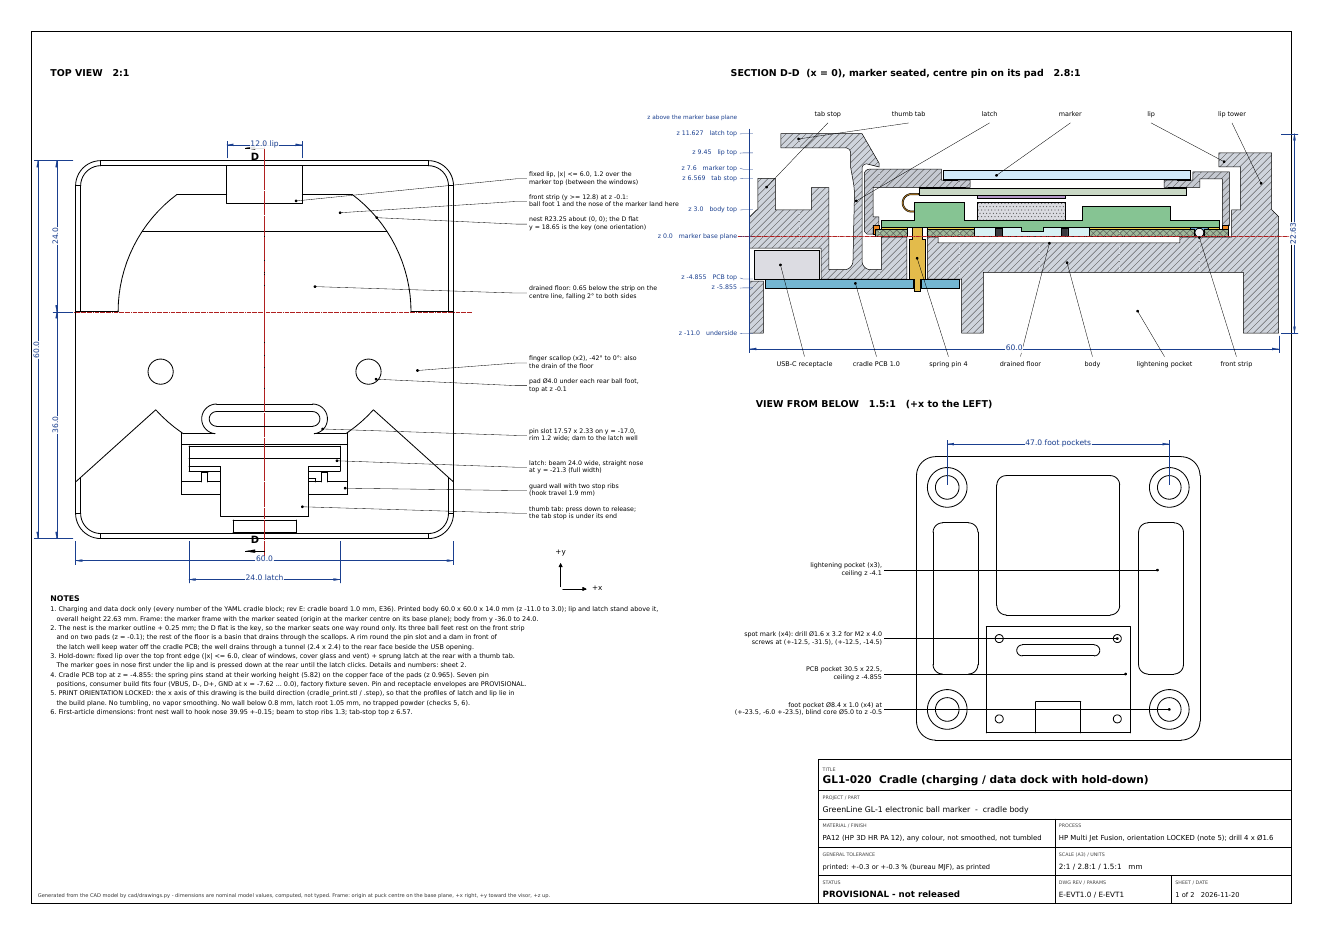 TOP VIEW   2:1
12.0 lip
D
24.0
60.0
36.0
fixed lip, |x| <= 6.0, 1.2 over the
marker top (between the windows)
front strip (y >= 12.8) at z -0.1:
ball foot 1 and the nose of the marker land here
nest R23.25 about (0, 0); the D flat
y = 18.65 is the key (one orientation)
drained floor: 0.65 below the strip on the
centre line, falling 2° to both sides
finger scallop (x2), -42° to 0°: also
the drain of the floor
pad Ø4.0 under each rear ball foot,
top at z -0.1
pin slot 17.57 x 2.33 on y = -17.0,
rim 1.2 wide; dam to the latch well
latch: beam 24.0 wide, straight nose
at y = -21.3 (full width)
guard wall with two stop ribs
(hook travel 1.9 mm)
thumb tab: press down to release;
the tab stop is under its end
D
60.0
24.0 latch
+y
+x
SECTION D-D  (x = 0), marker seated, centre pin on its pad   2.8:1
z above the marker base plane
z 11.627   latch top
z 9.45   lip top
z 7.6   marker top
z 6.569   tab stop
z 3.0   body top
z 0.0   marker base plane
z -4.855   PCB top
z -5.855
z -11.0   underside
tab stop
thumb tab
latch
marker
lip
lip tower
22.63
60.0
USB-C receptacle
cradle PCB 1.0
spring pin 4
drained floor
body
lightening pocket
front strip
VIEW FROM BELOW   1.5:1   (+x to the LEFT)
47.0 foot pockets
lightening pocket (x3),
ceiling z -4.1
spot mark (x4): drill Ø1.6 x 3.2 for M2 x 4.0
screws at (+-12.5, -31.5), (+-12.5, -14.5)
PCB pocket 30.5 x 22.5,
ceiling z -4.855
foot pocket Ø8.4 x 1.0 (x4) at
(+-23.5, -6.0 +-23.5), blind core Ø5.0 to z -0.5
NOTES
1. Charging and data dock only (every number of the YAML cradle block; rev E: cradle board 1.0 mm, E36). Printed body 60.0 x 60.0 x 14.0 mm (z -11.0 to 3.0); lip and latch stand above it,
overall height 22.63 mm. Frame: the marker frame with the marker seated (origin at the marker centre on its base plane); body from y -36.0 to 24.0.
2. The nest is the marker outline + 0.25 mm; the D flat is the key, so the marker seats one way round only. Its three ball feet rest on the front strip
and on two pads (z = -0.1); the rest of the floor is a basin that drains through the scallops. A rim round the pin slot and a dam in front of
the latch well keep water off the cradle PCB; the well drains through a tunnel (2.4 x 2.4) to the rear face beside the USB opening.
3. Hold-down: fixed lip over the top front edge (|x| <= 6.0, clear of windows, cover glass and vent) + sprung latch at the rear with a thumb tab.
The marker goes in nose first under the lip and is pressed down at the rear until the latch clicks. Details and numbers: sheet 2.
4. Cradle PCB top at z = -4.855: the spring pins stand at their working height (5.82) on the copper face of the pads (z 0.965). Seven pin
positions, consumer build fits four (VBUS, D-, D+, GND at x = -7.62 ... 0.0), factory fixture seven. Pin and receptacle envelopes are PROVISIONAL.
5. PRINT ORIENTATION LOCKED: the x axis of this drawing is the build direction (cradle_print.stl / .step), so that the profiles of latch and lip lie in
the build plane. No tumbling, no vapor smoothing. No wall below 0.8 mm, latch root 1.05 mm, no trapped powder (checks 5, 6).
6. First-article dimensions: front nest wall to hook nose 39.95 +-0.15; beam to stop ribs 1.3; tab-stop top z 6.57.
TITLE
GL1-020  Cradle (charging / data dock with hold-down)
PROJECT / PART
GreenLine GL-1 electronic ball marker  -  cradle body
MATERIAL / FINISH
PA12 (HP 3D HR PA 12), any colour, not smoothed, not tumbled
PROCESS
HP Multi Jet Fusion, orientation LOCKED (note 5); drill 4 x Ø1.6
GENERAL TOLERANCE
printed: +-0.3 or +-0.3 % (bureau MJF), as printed
SCALE (A3) / UNITS
2:1 / 2.8:1 / 1.5:1   mm
STATUS
PROVISIONAL - not released
DWG REV / PARAMS
E-EVT1.0 / E-EVT1
SHEET / DATE
1 of 2   2026-11-20
Generated from the CAD model by cad/drawings.py - dimensions are nominal model values, computed, not typed. Frame: origin at puck centre on the base plane, +x right, +y toward the visor, +z up.